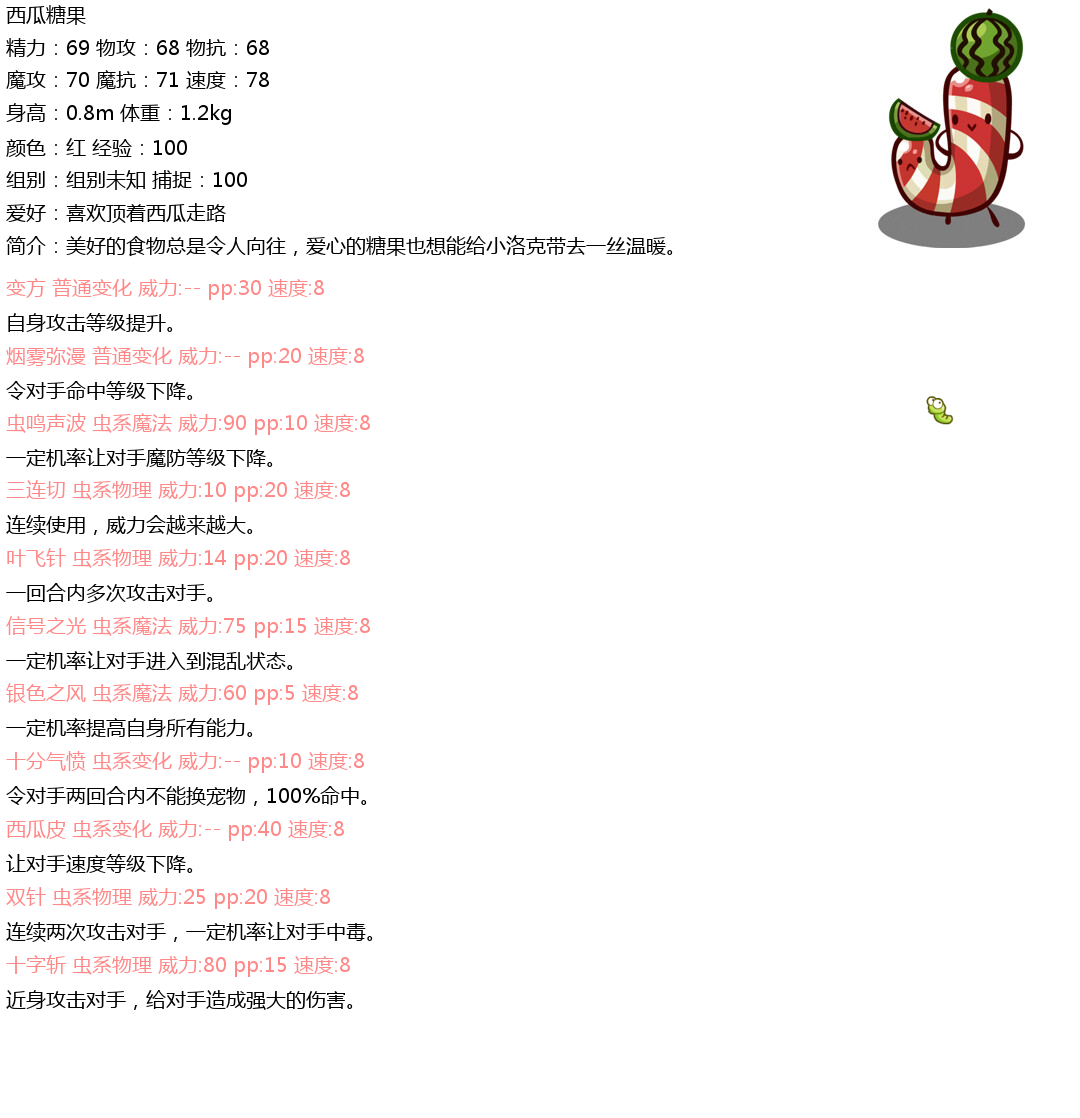 西瓜糖果
精力：69 物攻：68 物抗：68
魔攻：70 魔抗：71 速度：78
身高：0.8m 体重：1.2kg
颜色：红 经验：100
组别：组别未知 捕捉：100
爱好：喜欢顶着西瓜走路
简介：美好的食物总是令人向往，爱心的糖果也想能给小洛克带去一丝温暖。
变方 普通变化 威力:-- pp:30 速度:8
自身攻击等级提升。
烟雾弥漫 普通变化 威力:-- pp:20 速度:8
令对手命中等级下降。
虫鸣声波 虫系魔法 威力:90 pp:10 速度:8
一定机率让对手魔防等级下降。
三连切 虫系物理 威力:10 pp:20 速度:8
连续使用，威力会越来越大。
叶飞针 虫系物理 威力:14 pp:20 速度:8
一回合内多次攻击对手。
信号之光 虫系魔法 威力:75 pp:15 速度:8
一定机率让对手进入到混乱状态。
银色之风 虫系魔法 威力:60 pp:5 速度:8
一定机率提高自身所有能力。
十分气愤 虫系变化 威力:-- pp:10 速度:8
令对手两回合内不能换宠物，100%命中。
西瓜皮 虫系变化 威力:-- pp:40 速度:8
让对手速度等级下降。
双针 虫系物理 威力:25 pp:20 速度:8
连续两次攻击对手，一定机率让对手中毒。
十字斩 虫系物理 威力:80 pp:15 速度:8
近身攻击对手，给对手造成强大的伤害。